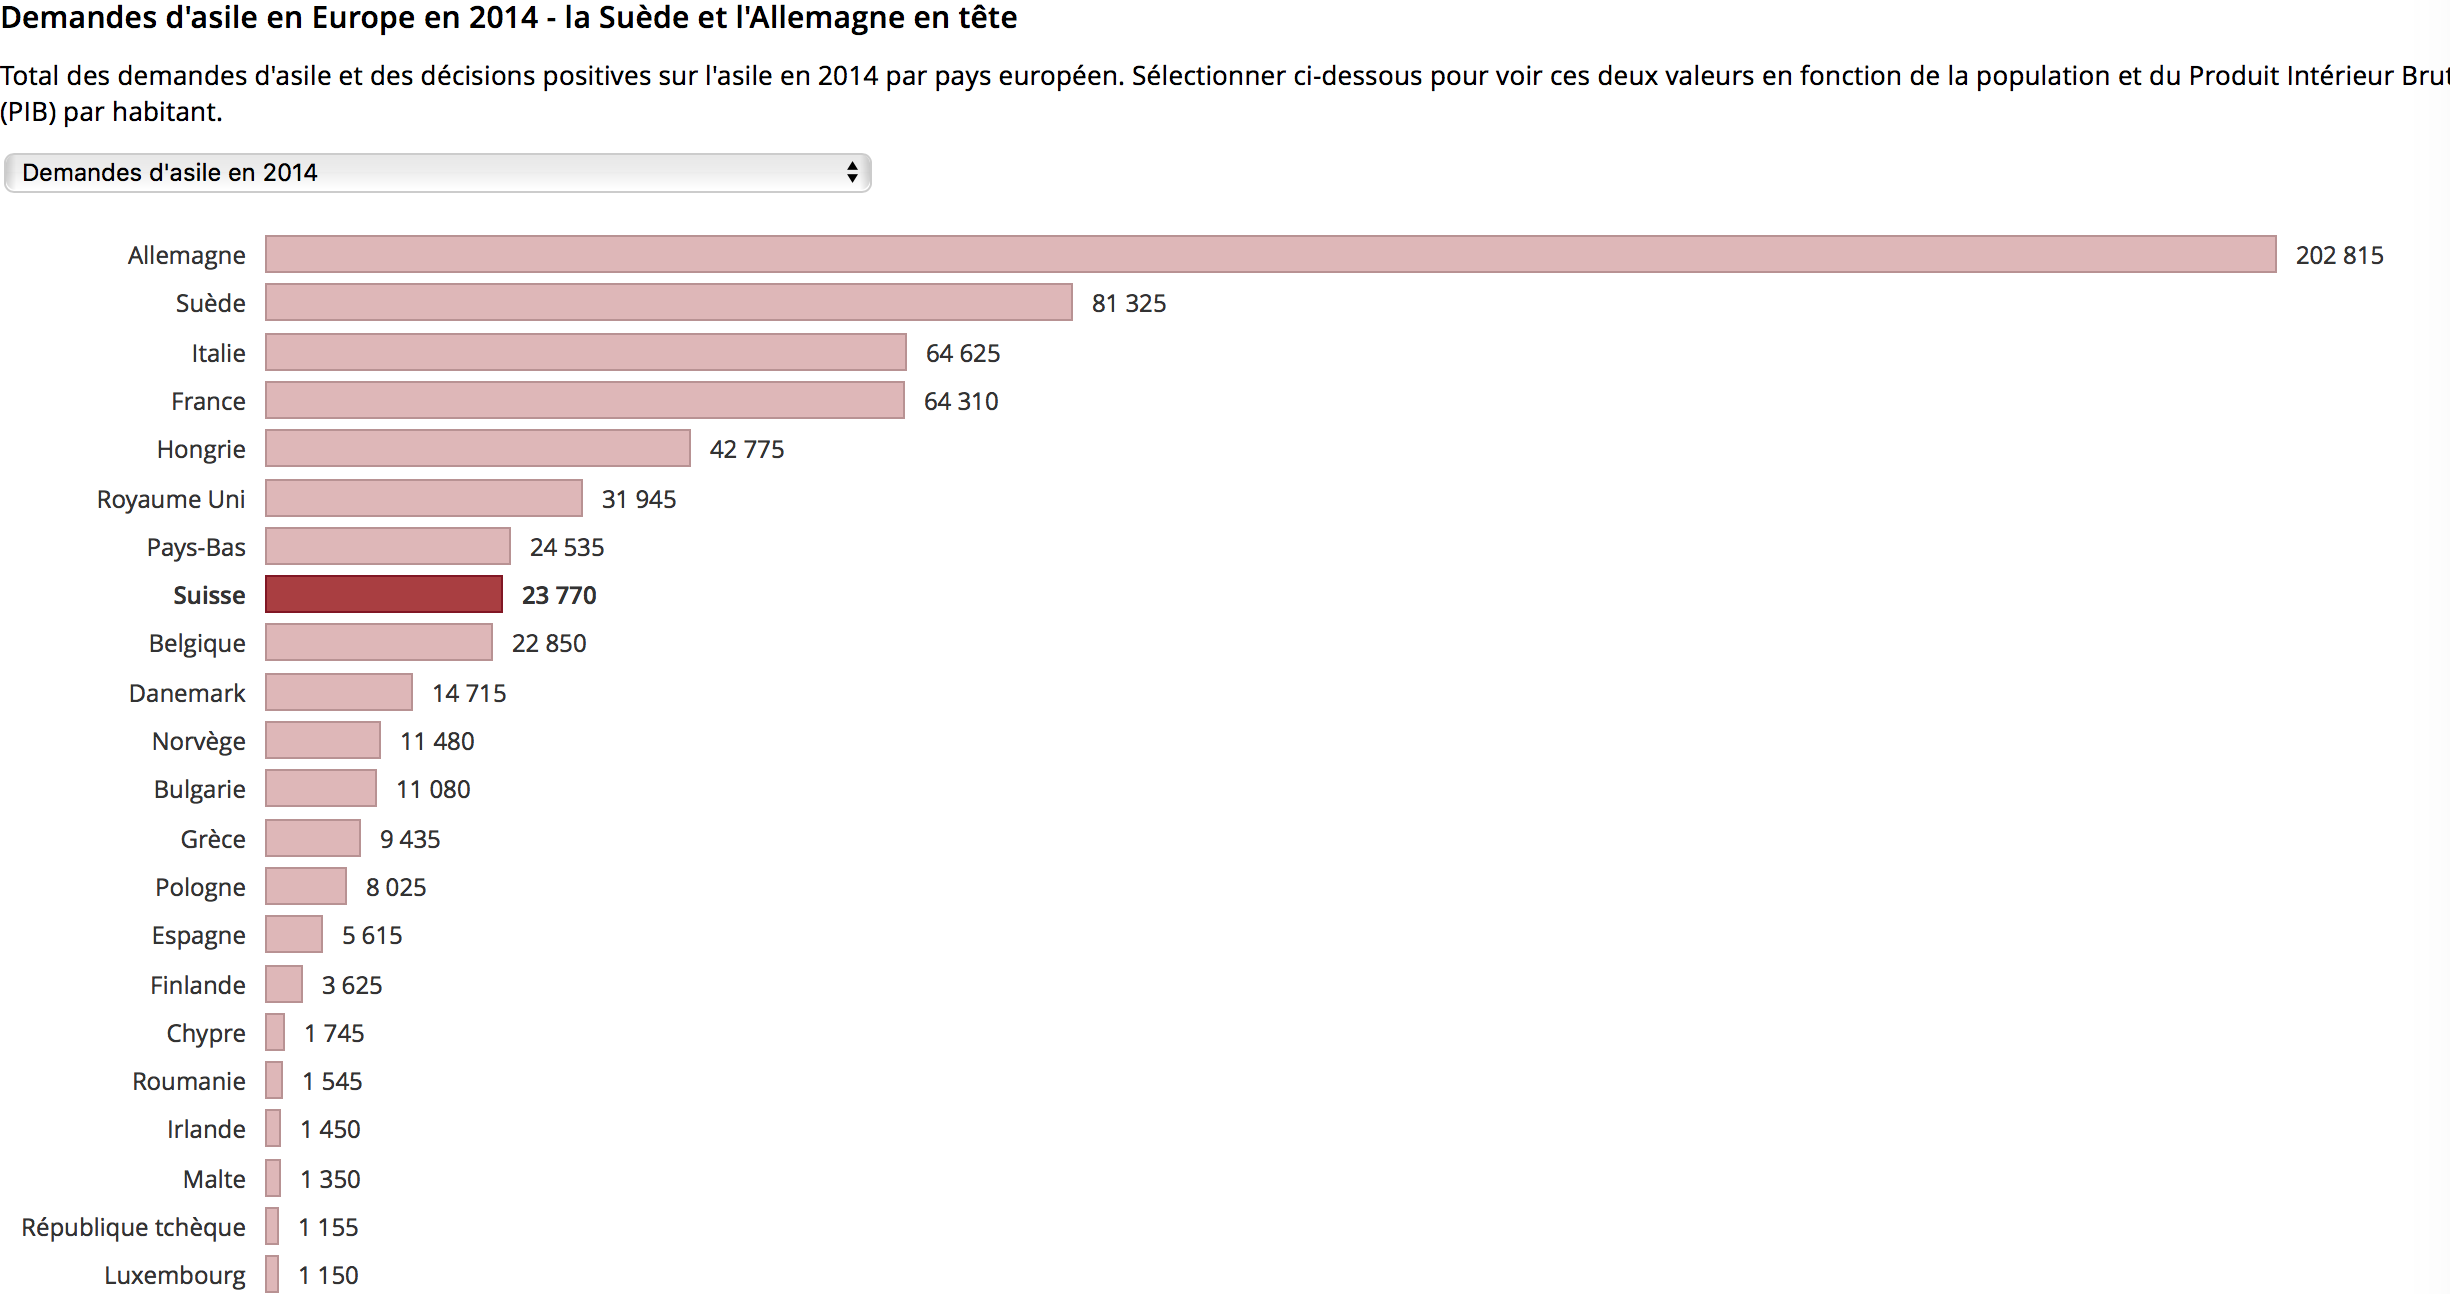 Demandes d'asile en Europe en 2014 - la Suède et l'Allemagne en tête
Total des demandes d'asile et des décisions positives sur l'asile en 2014 par pays européen. Sélectionner ci-dessous pour voir ces deux valeurs en fonction de la population et du Produit Intérieur Brut
(PIB) par habitant.
Demandes d'asile en 2014
Allemagne 202 815
Suède 81 325
Italie 64 625
France 64 310
Hongrie 42 775
Royaume Uni 31 945
Pays-Bas 24 535
Suisse 23 770
Belgique 22 850
Danemark 14 715
Norvège 11 480
Bulgarie 11 080
Grèce 9 435
Pologne 8 025
Espagne 5 615
Finlande 3 625
Chypre 1 745
Roumanie 1 545
Irlande 1 450
Malte 1 350
République tchèque 1 155
Luxembourg 1 150